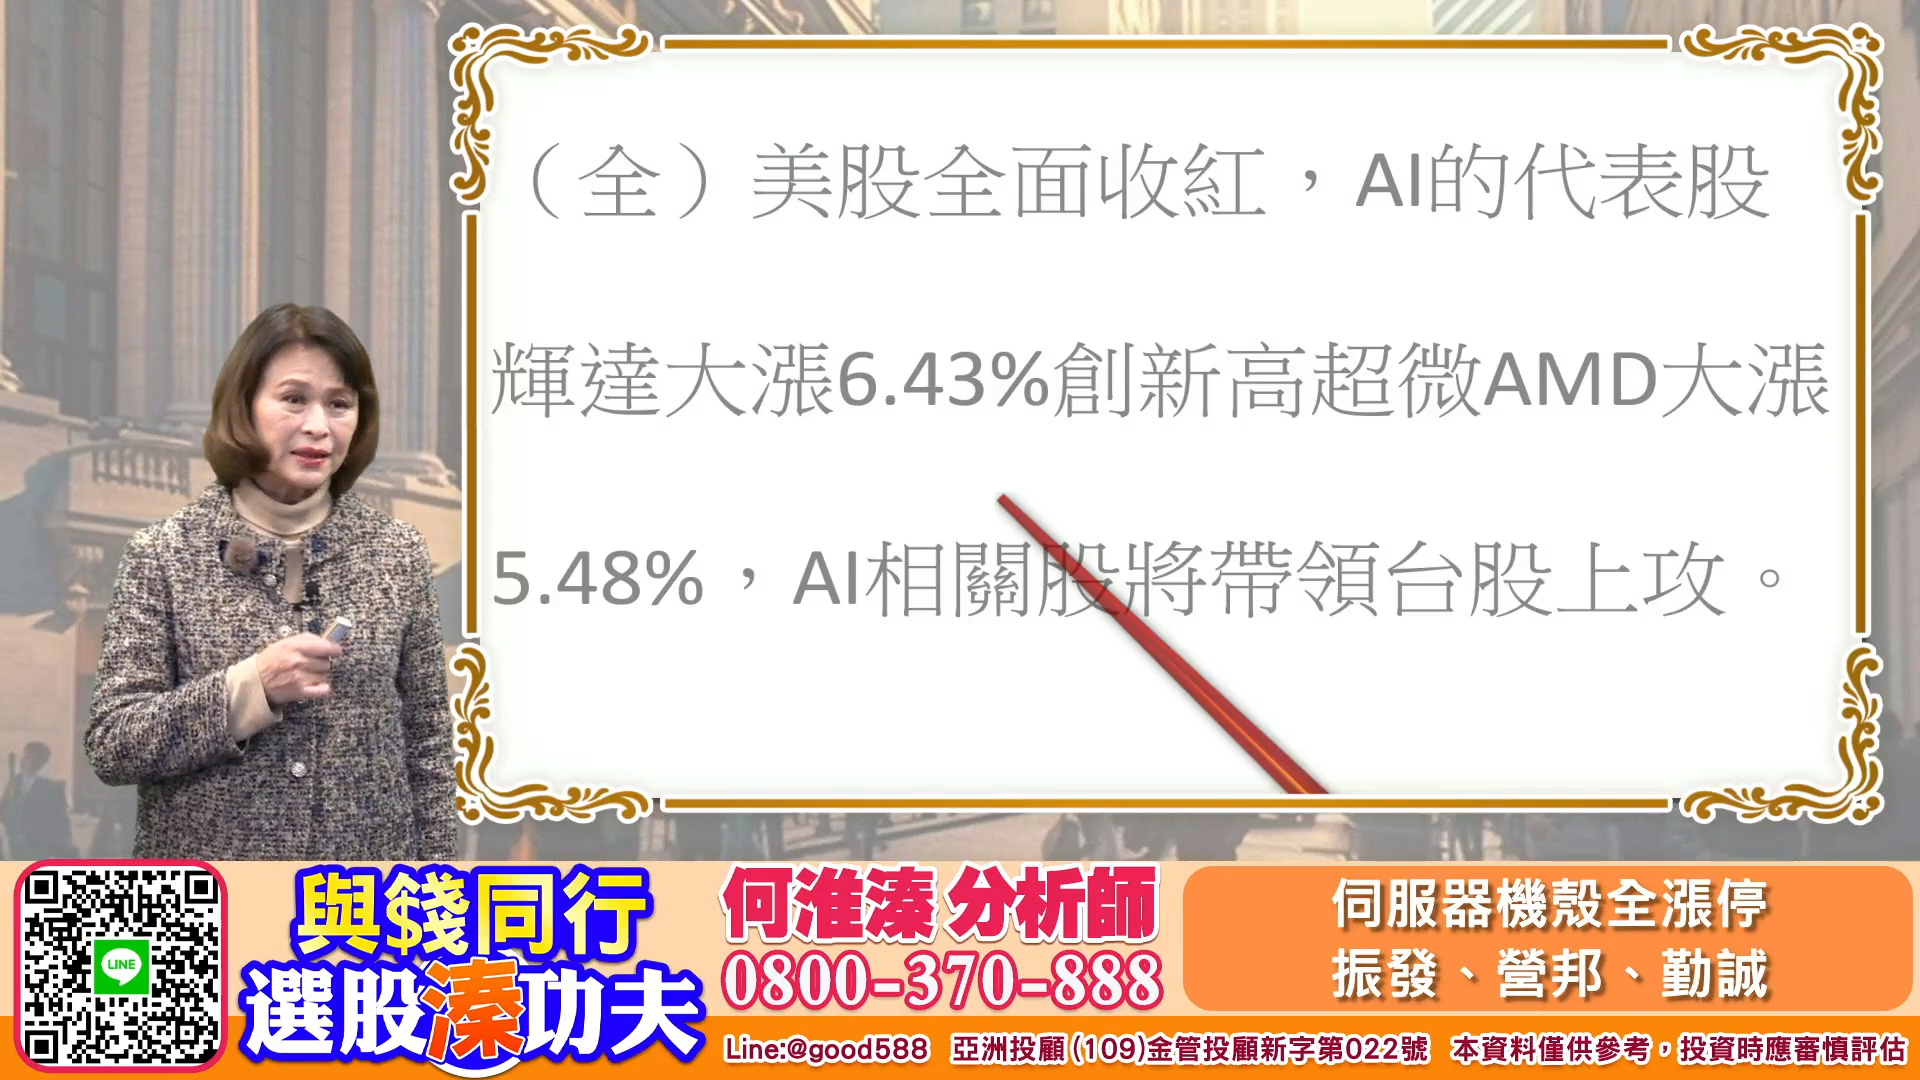 （全）美股全面收紅，AI的代表股
輝達大漲6.43%創新高超微AMD大漲
5.48%，AI相關股將帶領台股上攻。
LINE
與錢同行
選股溱功夫
何淮溱 分析師
0800-370-888
伺服器機殼全漲停
振發、營邦、勤誠
Line:@good588 亞洲投顧 (109)金管投顧新字第022號 本資料僅供參考，投資時應審慎評估